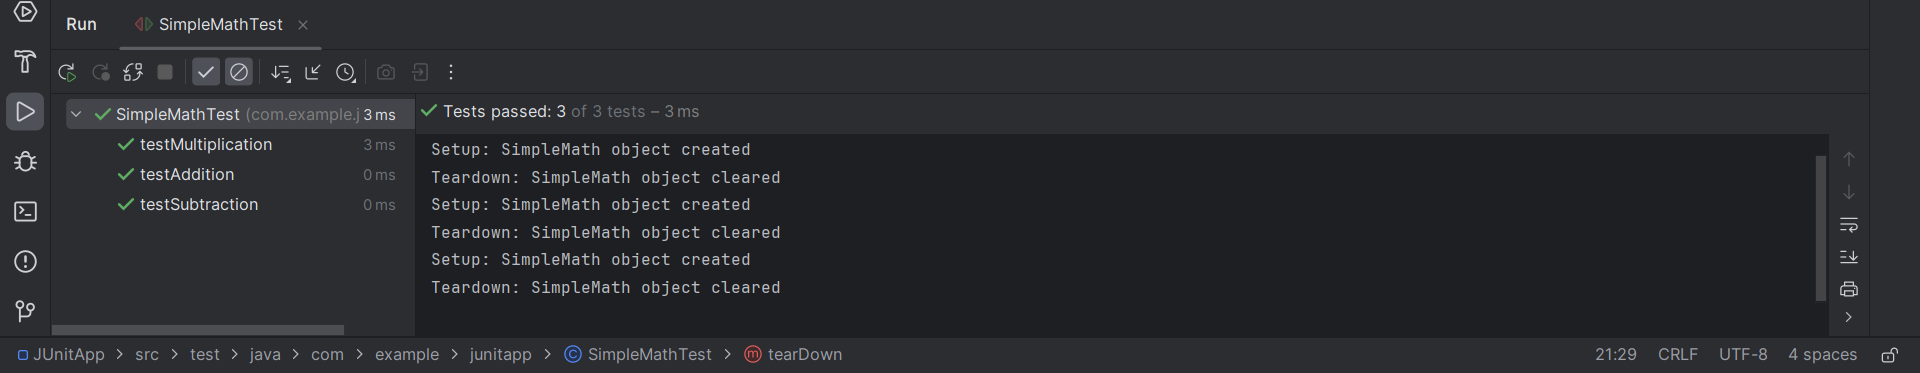 Run SimpleMathTest
SimpleMathTest (com.example.j 3 ms
testMultiplication 3 ms
testAddition 0 ms
testSubtraction 0 ms
Tests passed: 3 of 3 tests – 3 ms
Setup: SimpleMath object created
Teardown: SimpleMath object cleared
Setup: SimpleMath object created
Teardown: SimpleMath object cleared
Setup: SimpleMath object created
Teardown: SimpleMath object cleared
JUnitApp > src > test > java > com > example > junitapp > SimpleMathTest > tearDown 21:29 CRLF UTF-8 4 spaces